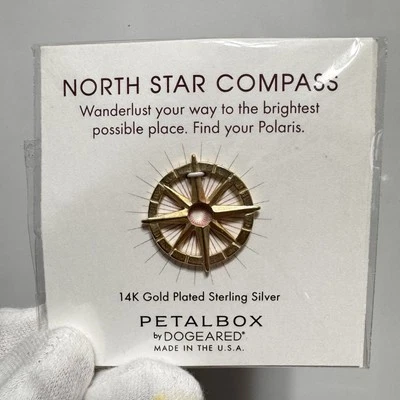 NORTH STAR COMPASS
Wanderlust your way to the brightest
possible place. Find your Polaris.
14K Gold Plated Sterling Silver
PETALBOX
by DOGEARED®
MADE IN THE U.S.A.